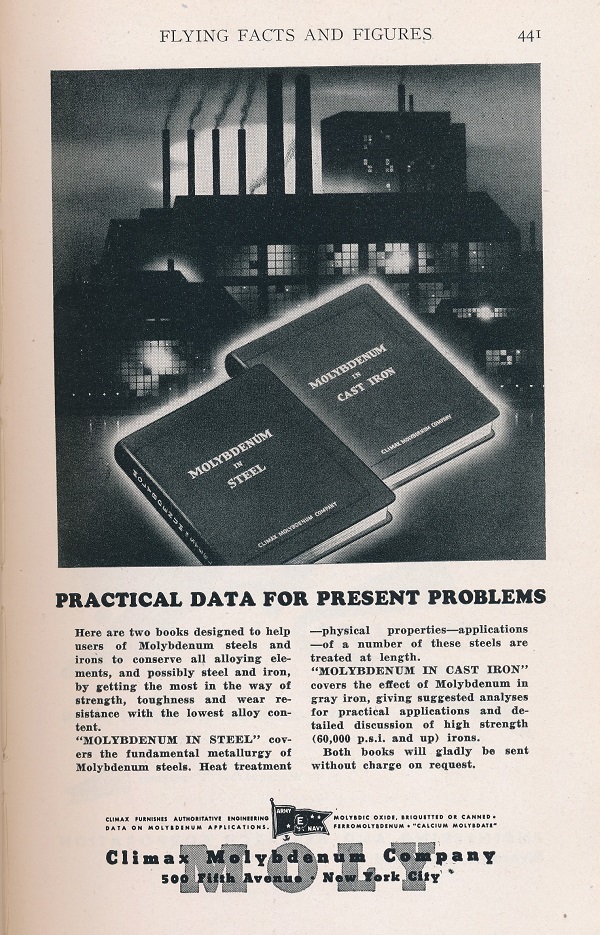 FLYING FACTS AND FIGURES 441
MOLYBDENUM
IN
CAST IRON
CLIMAX MOLYBDENUM COMPANY
MOLYBDENUM
IN
STEEL
CLIMAX MOLYBDENUM COMPANY
MOLYBDENUM IN STEEL
PRACTICAL DATA FOR PRESENT PROBLEMS
Here are two books designed to help
users of Molybdenum steels and
irons to conserve all alloying ele-
ments, and possibly steel and iron,
by getting the most in the way of
strength, toughness and wear re-
sistance with the lowest alloy con-
tent.
"MOLYBDENUM IN STEEL" cov-
ers the fundamental metallurgy of
Molybdenum steels. Heat treatment
—physical properties—applications
—of a number of these steels are
treated at length.
"MOLYBDENUM IN CAST IRON"
covers the effect of Molybdenum in
gray iron, giving suggested analyses
for practical applications and de-
tailed discussion of high strength
(60,000 p.s.i. and up) irons.
Both books will gladly be sent
without charge on request.
CLIMAX FURNISHES AUTHORITATIVE ENGINEERING
DATA ON MOLYBDENUM APPLICATIONS.
ARMY
E
NAVY
MOLYBDIC OXIDE, BRIQUETTED OR CANNED •
FERROMOLYBDENUM • "CALCIUM MOLYBDATE"
MOLY
Climax Molybdenum Company
500 Fifth Avenue · New York City